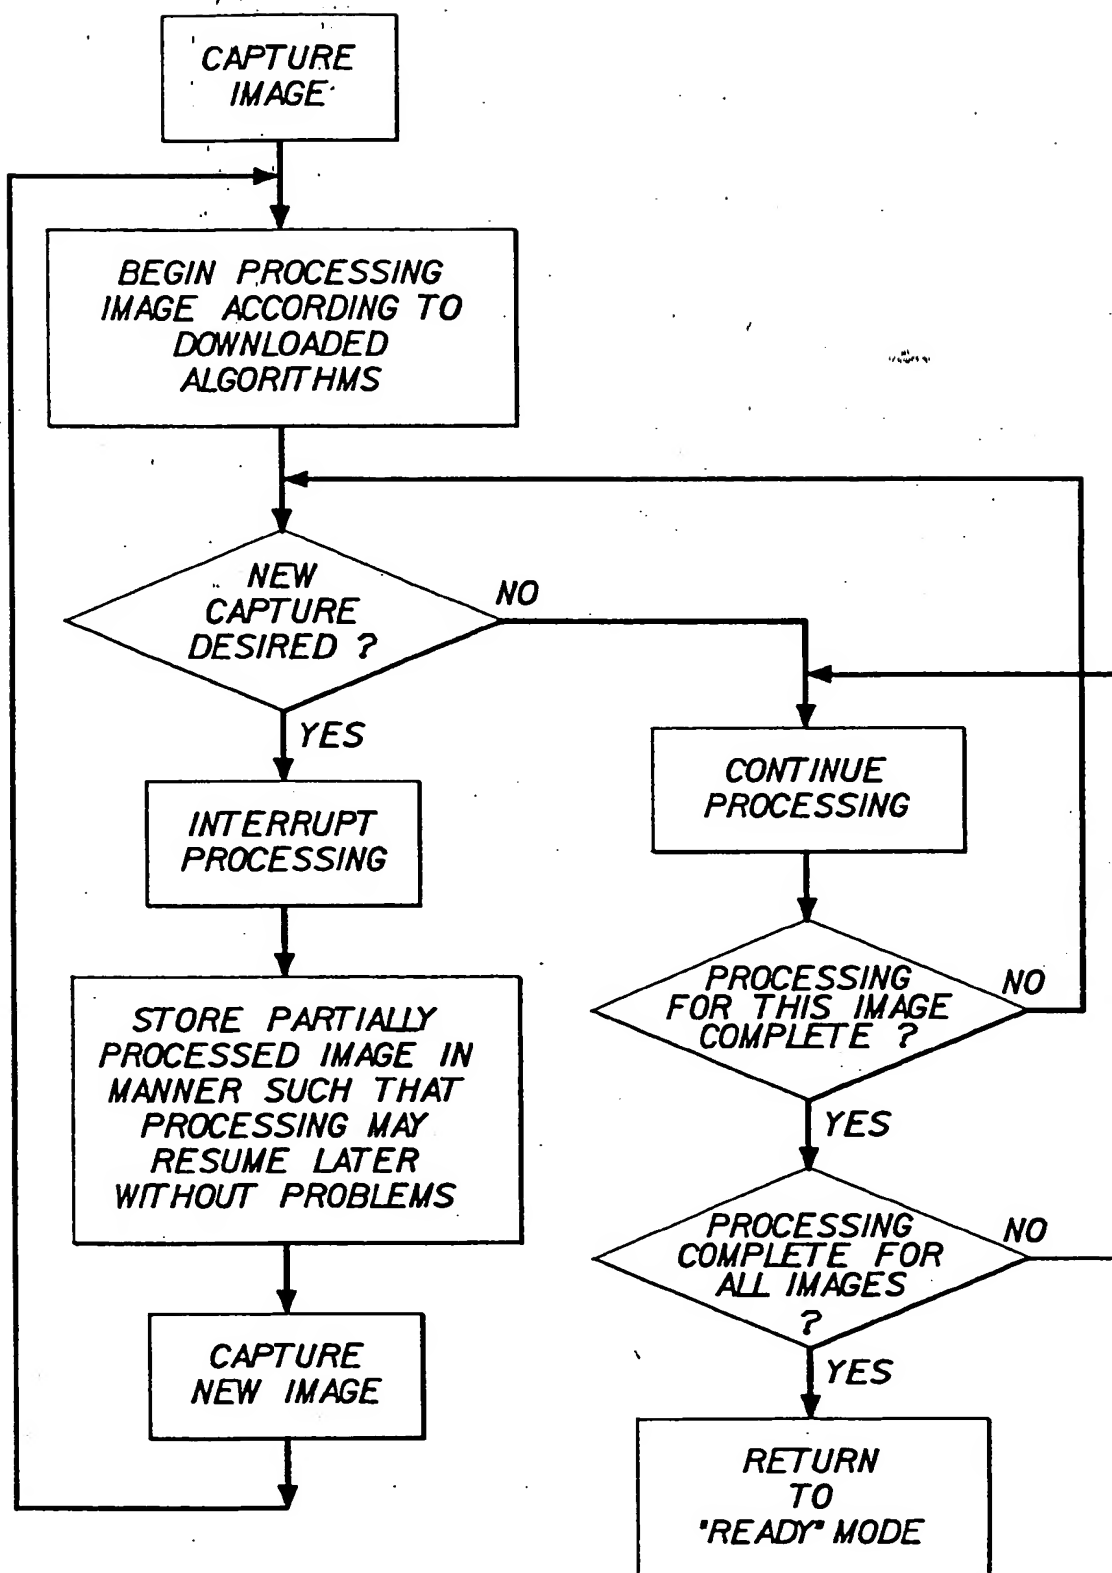 CAPTURE
IMAGE
BEGIN PROCESSING
IMAGE ACCORDING TO
DOWNLOADED
ALGORITHMS
NEW
CAPTURE
DESIRED ?
NO
YES
INTERRUPT
PROCESSING
STORE PARTIALLY
PROCESSED IMAGE IN
MANNER SUCH THAT
PROCESSING MAY
RESUME LATER
WITHOUT PROBLEMS
CAPTURE
NEW IMAGE
CONTINUE
PROCESSING
PROCESSING
FOR THIS IMAGE
COMPLETE ?
NO
YES
PROCESSING
COMPLETE FOR
ALL IMAGES
?
NO
YES
RETURN
TO
"READY" MODE